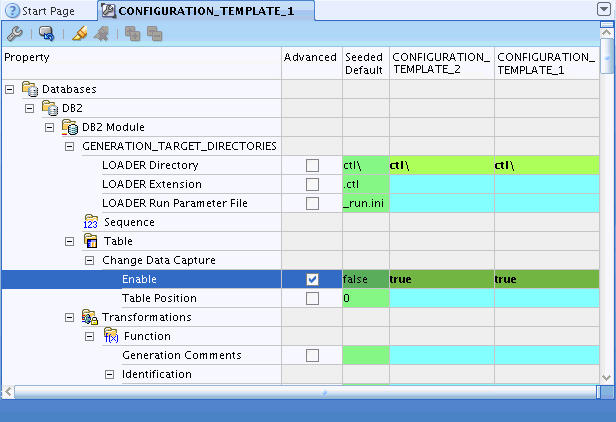 Start Page CONFIGURATION_TEMPLATE_1
Property Advanced Seeded Default CONFIGURATION_TEMPLATE_2 CONFIGURATION_TEMPLATE_1
Databases
DB2
DB2 Module
GENERATION_TARGET_DIRECTORIES
LOADER Directory ctl\ ctl\ ctl\
LOADER Extension .ctl
LOADER Run Parameter File _run.ini
123 Sequence
Table
Change Data Capture
Enable false true true
Table Position 0
Transformations
f(x) Function
Generation Comments
Identification